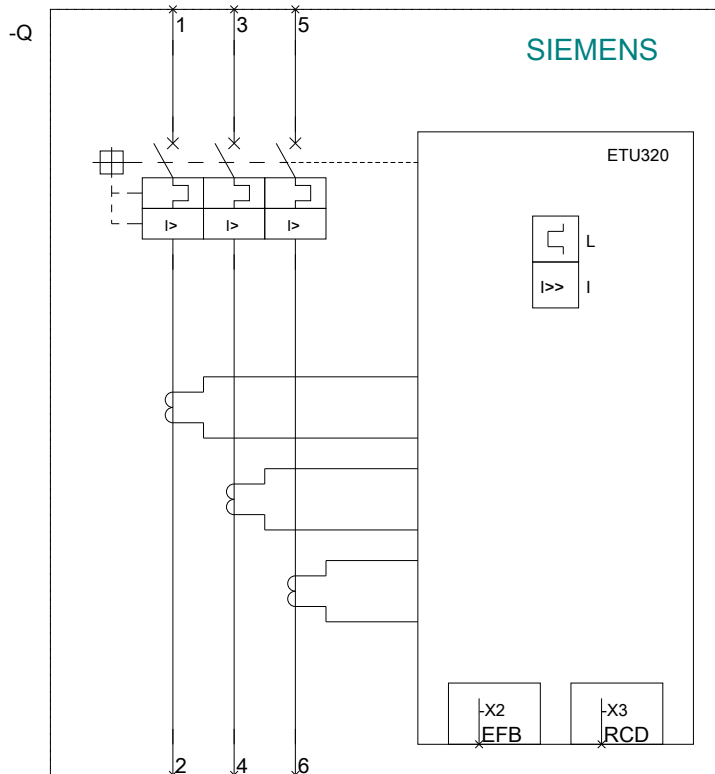 -Q
1 3 5
SIEMENS
ETU320
L
I> I> I>
I>> I
-X2 -X3
EFB RCD
2 4 6